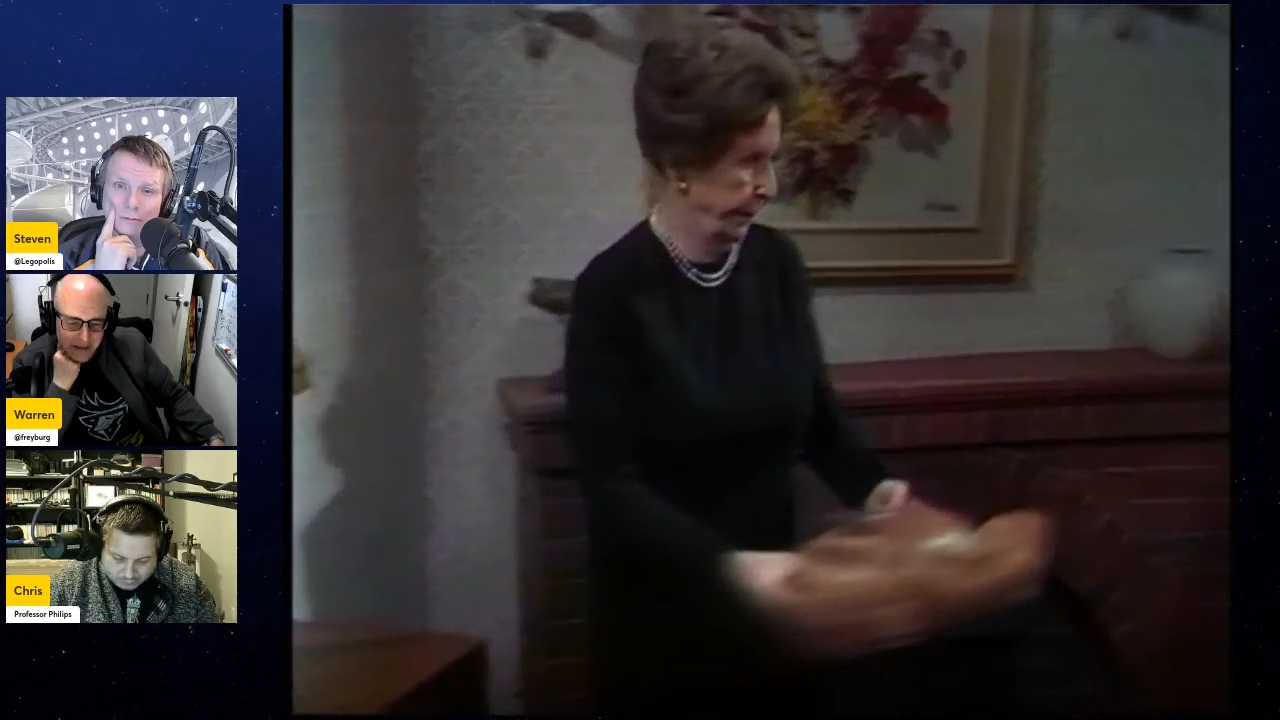 Steven
@Legopolis
Warren
@freyburg
Chris
Professor Philips